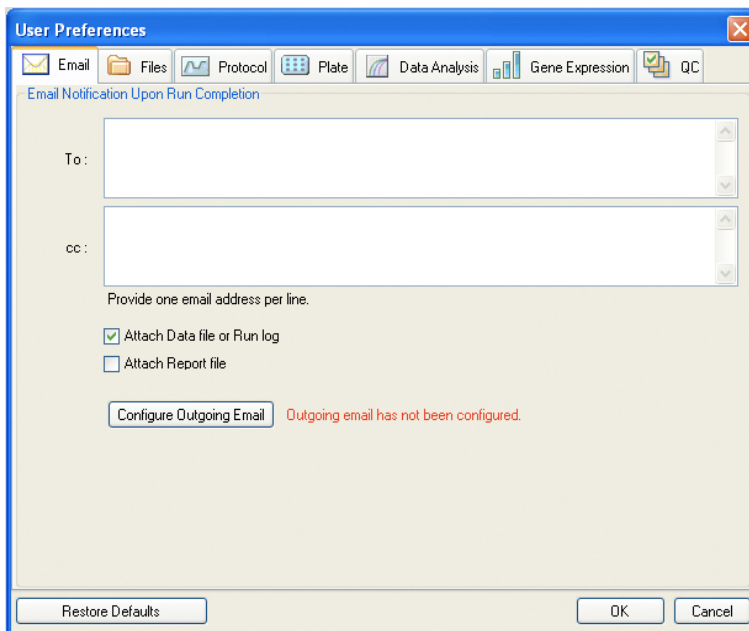 User Preferences
Email Files Protocol Plate Data Analysis Gene Expression QC
Email Notification Upon Run Completion
To :
cc :
Provide one email address per line.
Attach Data file or Run log
Attach Report file
Configure Outgoing Email Outgoing email has not been configured.
Restore Defaults OK Cancel